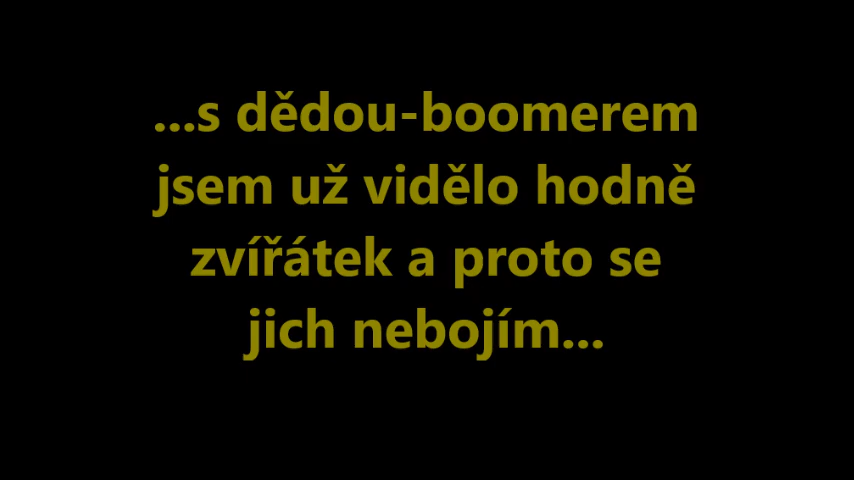 ...s dědou-boomerem
jsem už vidělo hodně
zvířátek a proto se
jich nebojím...